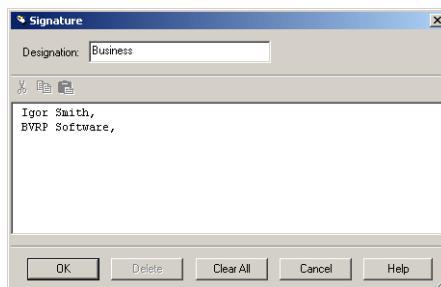 Signature
Designation: Business
Igor Smith,
BVRP Software,
OK Delete Clear All Cancel Help